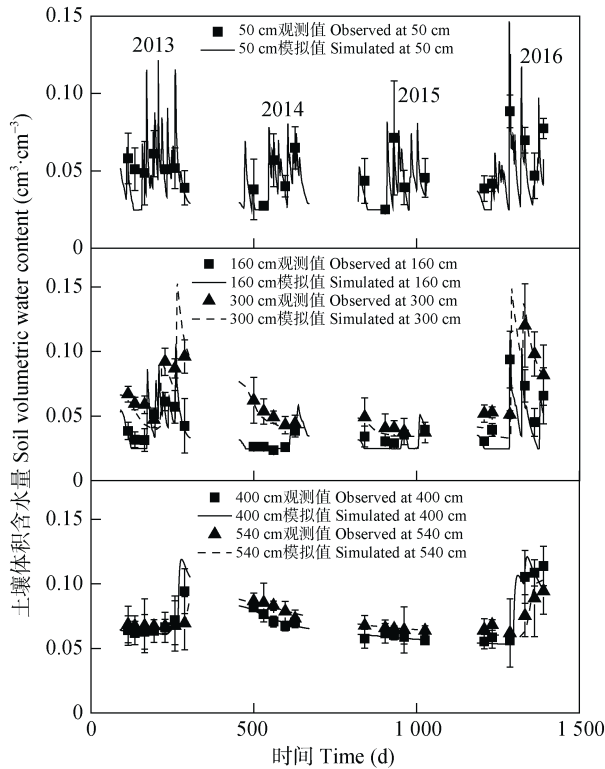 土壤体积含水量 Soil volumetric water content (cm³·cm⁻³)
50 cm观测值 Observed at 50 cm
50 cm模拟值 Simulated at 50 cm
2013
2014
2015
2016
0.15
0.10
0.05
0
160 cm观测值 Observed at 160 cm
160 cm模拟值 Simulated at 160 cm
300 cm观测值 Observed at 300 cm
300 cm模拟值 Simulated at 300 cm
0.15
0.10
0.05
0
400 cm观测值 Observed at 400 cm
400 cm模拟值 Simulated at 400 cm
540 cm观测值 Observed at 540 cm
540 cm模拟值 Simulated at 540 cm
0.15
0.10
0.05
0
0 500 1 000 1 500
时间 Time (d)